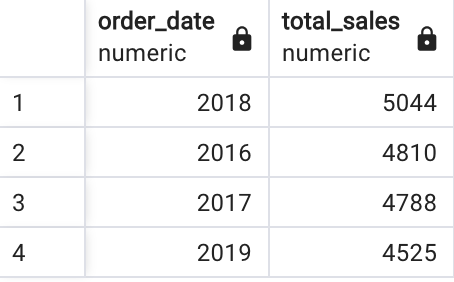 order_date total_sales
numeric numeric
1 2018 5044
2 2016 4810
3 2017 4788
4 2019 4525